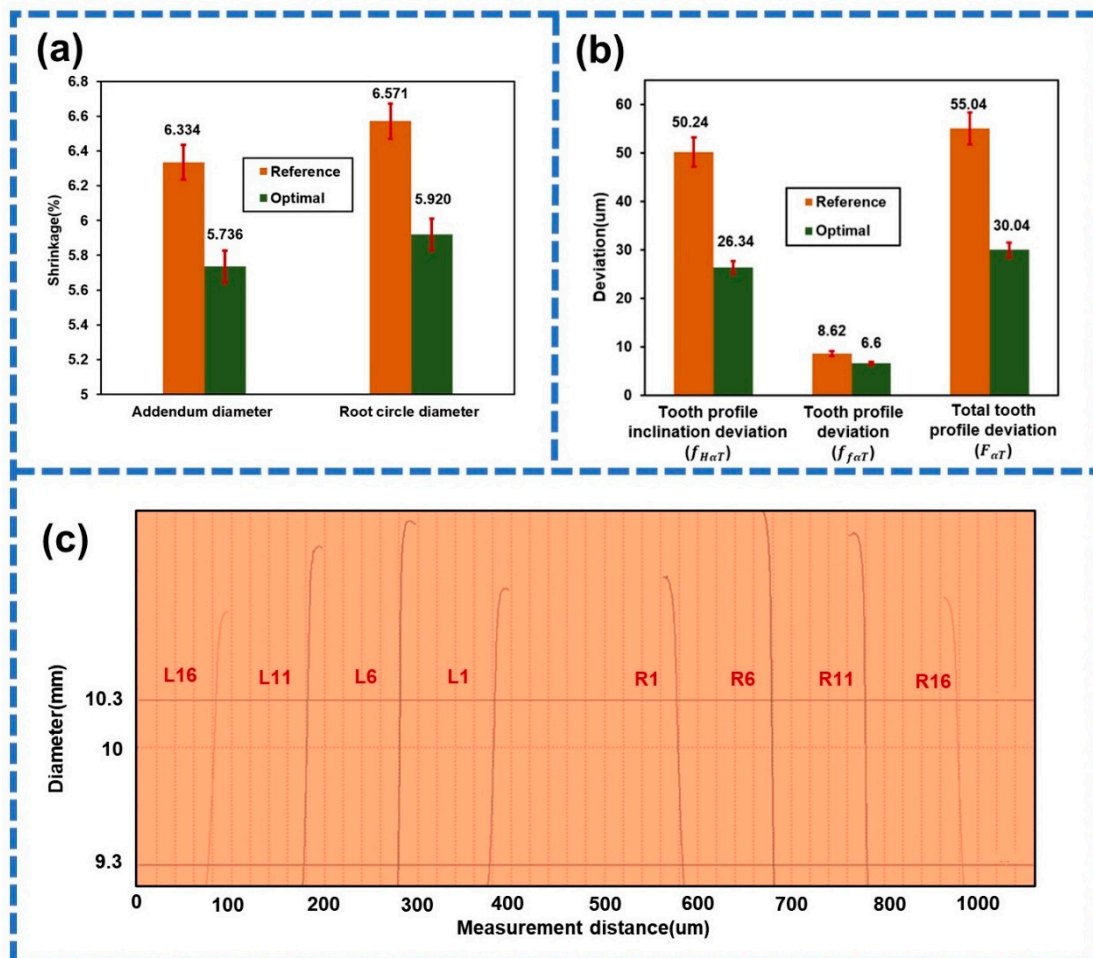 (a)
6.8
6.6
6.4
6.2
6
5.8
5.6
5.4
5.2
5
Shrinkage(%)
6.334
5.736
6.571
5.920
Reference
Optimal
Addendum diameter
Root circle diameter
(b)
60
50
40
30
20
10
0
Deviation(um)
50.24
26.34
8.62
6.6
55.04
30.04
Reference
Optimal
Tooth profile
inclination deviation
(fHαT)
Tooth profile
deviation
(ffαT)
Total tooth
profile deviation
(FαT)
(c)
Diameter(mm)
10.3
10
9.3
L16
L11
L6
L1
R1
R6
R11
R16
0 100 200 300 400 500 600 700 800 1000
Measurement distance(um)